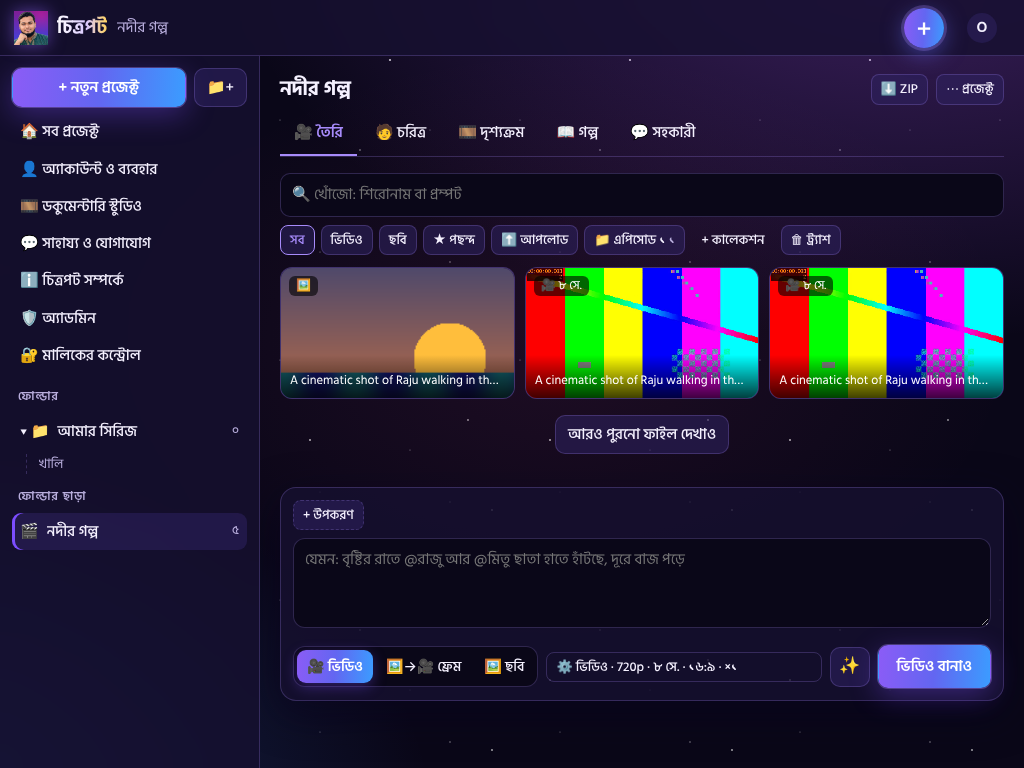 চিত্রপট নদীর গল্প
+ O
+ নতুন প্রজেক্ট
+
🏠 সব প্রজেক্ট
👤 অ্যাকাউন্ট ও ব্যবহার
🎞️ ডকুমেন্টারি স্টুডিও
💬 সাহায্য ও যোগাযোগ
ℹ️ চিত্রপট সম্পর্কে
🛡️ অ্যাডমিন
🔐 মালিকের কন্ট্রোল
ফোল্ডার
▾ 📁 আমার সিরিজ ০
খালি
ফোল্ডার ছাড়া
🎬 নদীর গল্প ৫
নদীর গল্প
⬇️ ZIP
··· প্রজেক্ট
🎥 তৈরি 🧑 চরিত্র 🎞️ দৃশ্যক্রম 📖 গল্প 💬 সহকারী
🔍 খোঁজো: শিরোনাম বা প্রম্পট
সব ভিডিও ছবি ★ পছন্দ ⬆️ আপলোড 📁 এপিসোড ১ ১ + কালেকশন 🗑 ট্র্যাশ
🎥 ৮ সে. 🎥 ৮ সে.
A cinematic shot of Raju walking in th... A cinematic shot of Raju walking in th... A cinematic shot of Raju walking in th...
আরও পুরনো ফাইল দেখাও
+ উপকরণ
যেমন: বৃষ্টির রাতে @রাজু আর @মিতু ছাতা হাতে হাঁটছে, দূরে বাজ পড়ে
🎥 ভিডিও 🖼️→🎥 ফ্রেম 🖼️ ছবি ⚙️ ভিডিও · 720p · ৮ সে. · ১৬:৯ · ×১ ✨ ভিডিও বানাও